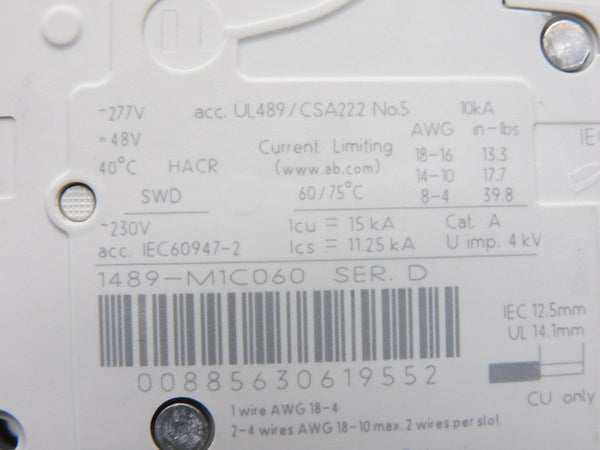 ~277V acc. UL489/CSA22.2 No.5 10kA
=48V Current Limiting AWG in-lbs
40°C HACR (www.ab.com) 18-16 13.3
14-10 17.7
SWD 60/75°C 8-4 39.8
~230V Icu = 15 kA Cat. A
acc. IEC60947-2 Ics = 11.25 kA U imp. 4 kV
1489-M1C060 SER. D
IEC 12.5mm
UL 14.1mm
00885630619552
CU only
1 wire AWG 18-4
2-4 wires AWG 18-10 max. 2 wires per slot